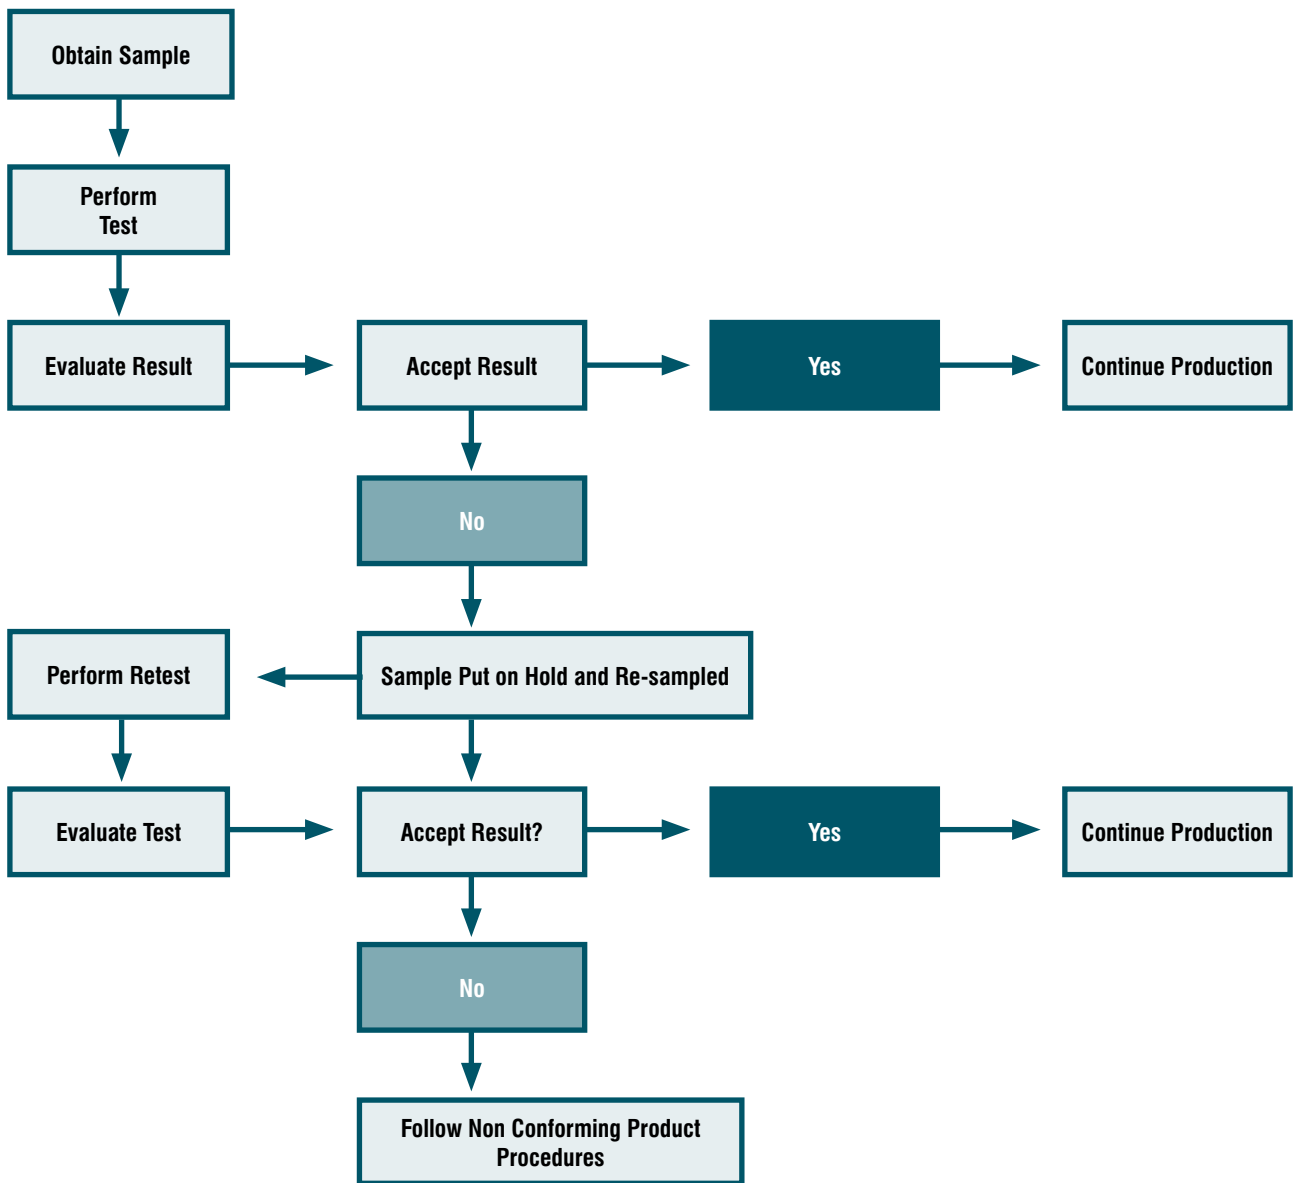 Obtain Sample
Perform
Test
Evaluate Result
Accept Result
Yes
Continue Production
No
Perform Retest
Sample Put on Hold and Re-sampled
Evaluate Test
Accept Result?
Yes
Continue Production
No
Follow Non Conforming Product
Procedures